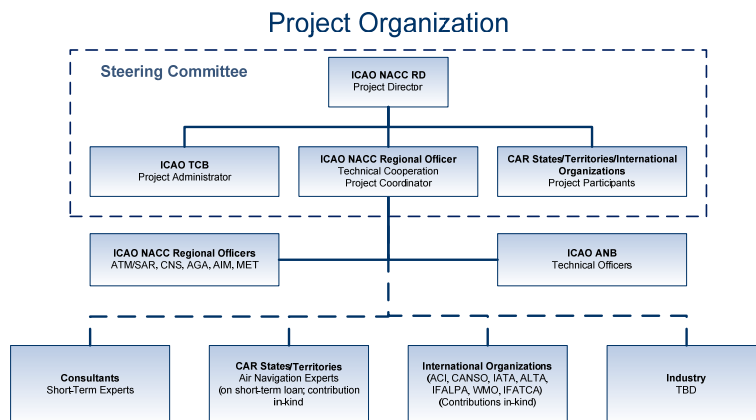 Project Organization
Steering Committee
ICAO NACC RD
Project Director
ICAO TCB
Project Administrator
ICAO NACC Regional Officer
Technical Cooperation
Project Coordinator
CAR States/Territories/International
Organizations
Project Participants
ICAO NACC Regional Officers
ATM/SAR, CNS, AGA, AIM, MET
ICAO ANB
Technical Officers
Consultants
Short-Term Experts
CAR States/Territories
Air Navigation Experts
(on short-term loan; contribution
in-kind
International Organizations
(ACI, CANSO, IATA, ALTA,
IFALPA, WMO, IFATCA)
(Contributions in-kind)
Industry
TBD